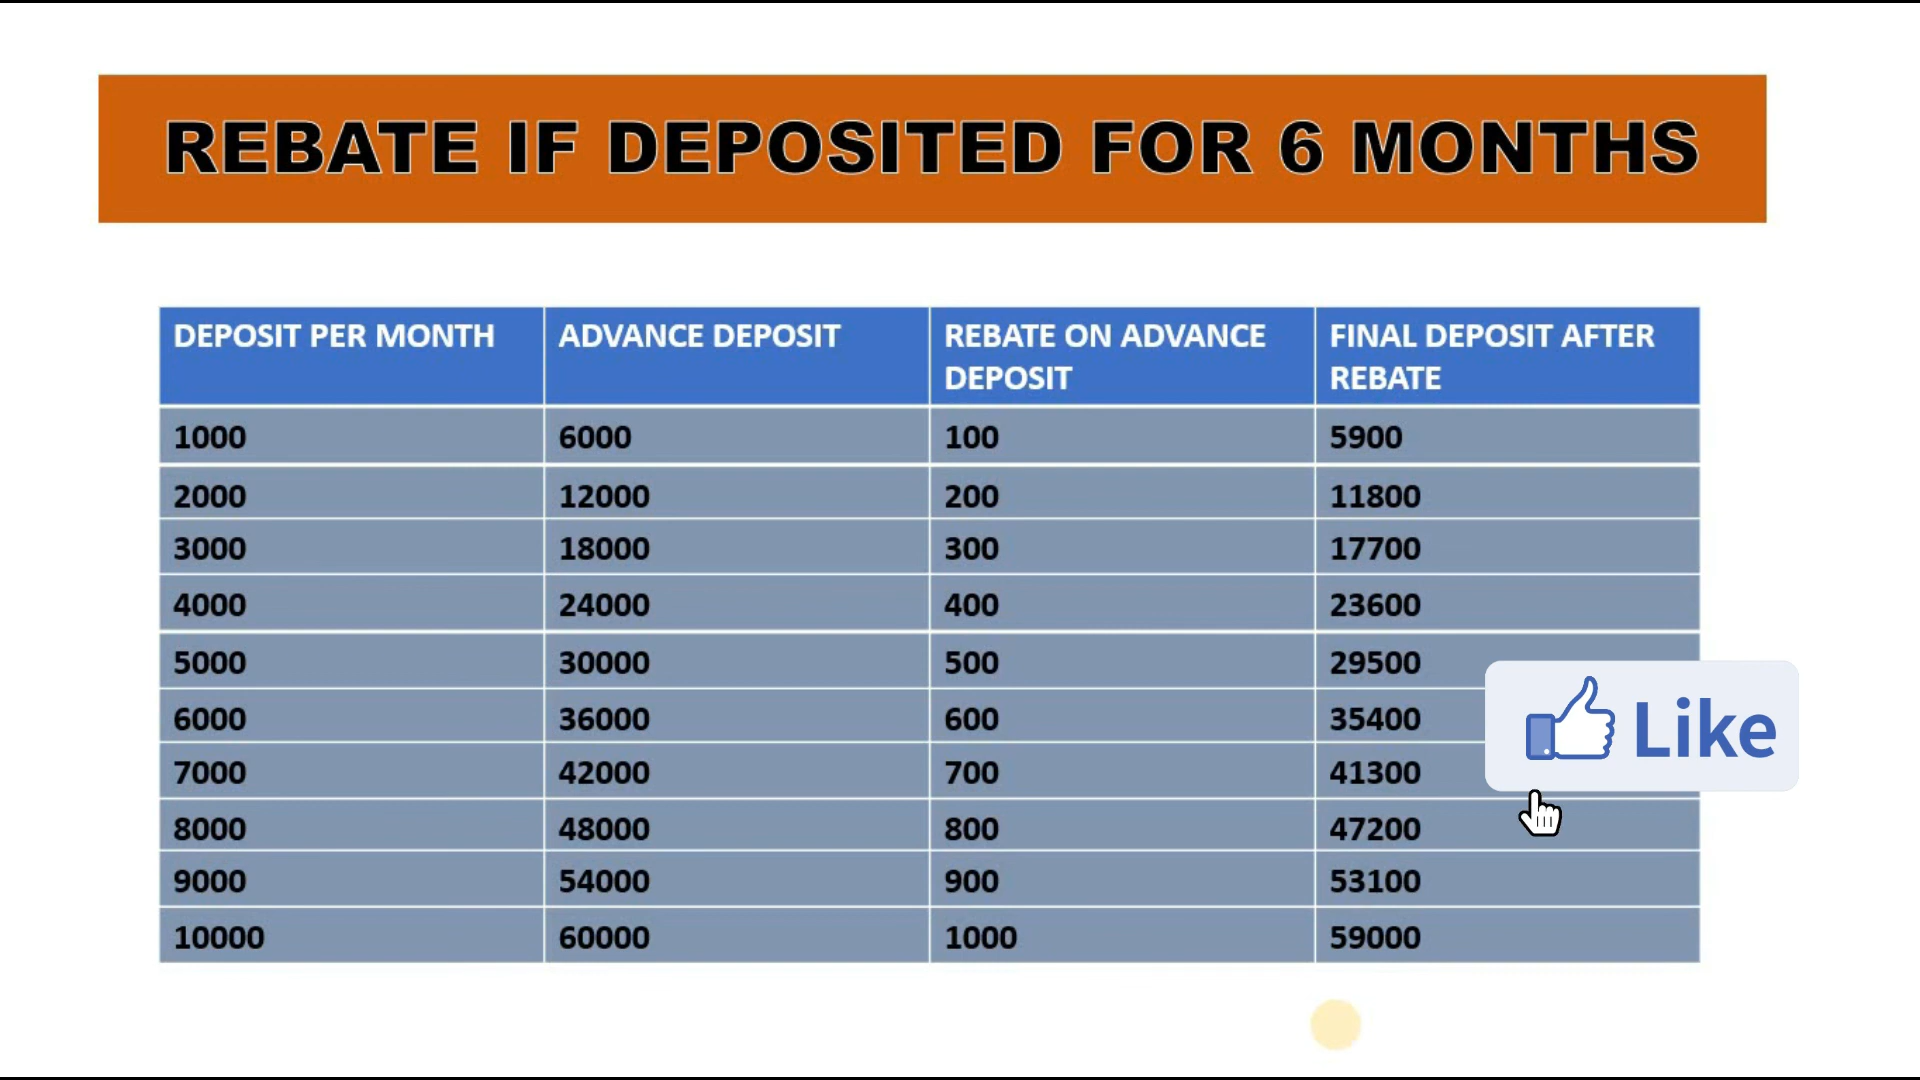 REBATE IF DEPOSITED FOR 6 MONTHS
DEPOSIT PER MONTH ADVANCE DEPOSIT REBATE ON ADVANCE DEPOSIT FINAL DEPOSIT AFTER REBATE
1000 6000 100 5900
2000 12000 200 11800
3000 18000 300 17700
4000 24000 400 23600
5000 30000 500 29500
6000 36000 600 35400
7000 42000 700 41300
8000 48000 800 47200
9000 54000 900 53100
10000 60000 1000 59000
Like